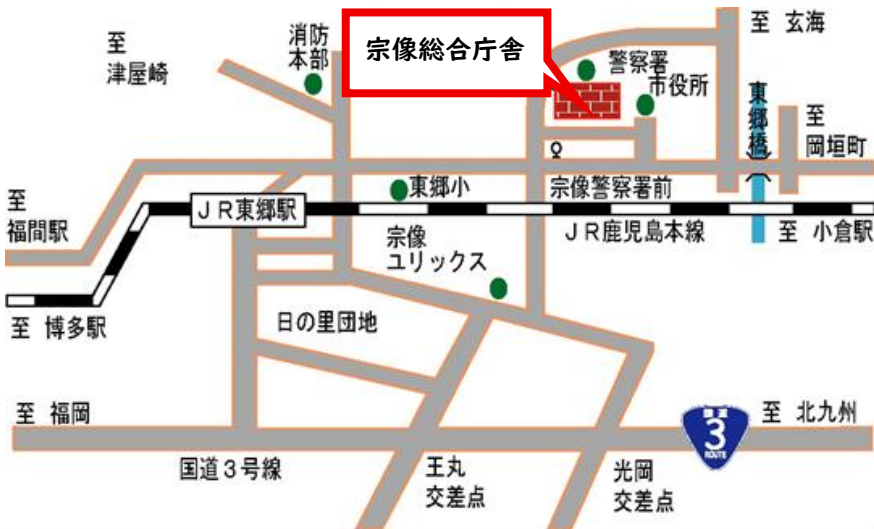 至 玄海
消防
本部
至
津屋崎
宗像総合庁舎
警察署
市役所
東郷橋
至
岡垣町
東郷小
宗像警察署前
至
福間駅
JR東郷駅
宗像
ユリックス
JR鹿児島本線
至 小倉駅
至 博多駅
日の里団地
至 福岡
国道
3
ROUTE
至 北九州
国道3号線
王丸
交差点
光岡
交差点